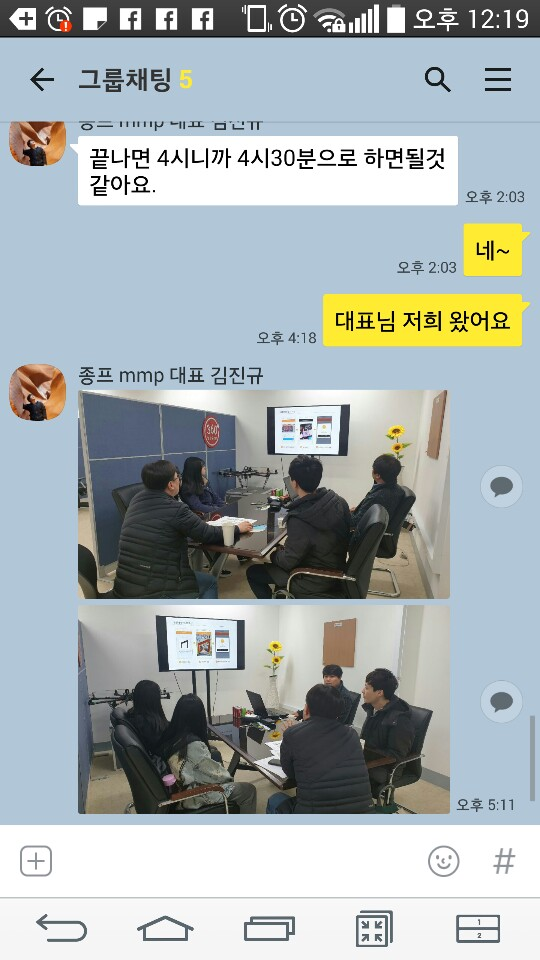 오후 12:19
그룹채팅 5
종프 mmp 대표 김진규
끝나면 4시니까 4시30분으로 하면될것
같아요.
오후 2:03
네~
오후 2:03
대표님 저희 왔어요
오후 4:18
종프 mmp 대표 김진규
360
오후 5:11
#
1
2